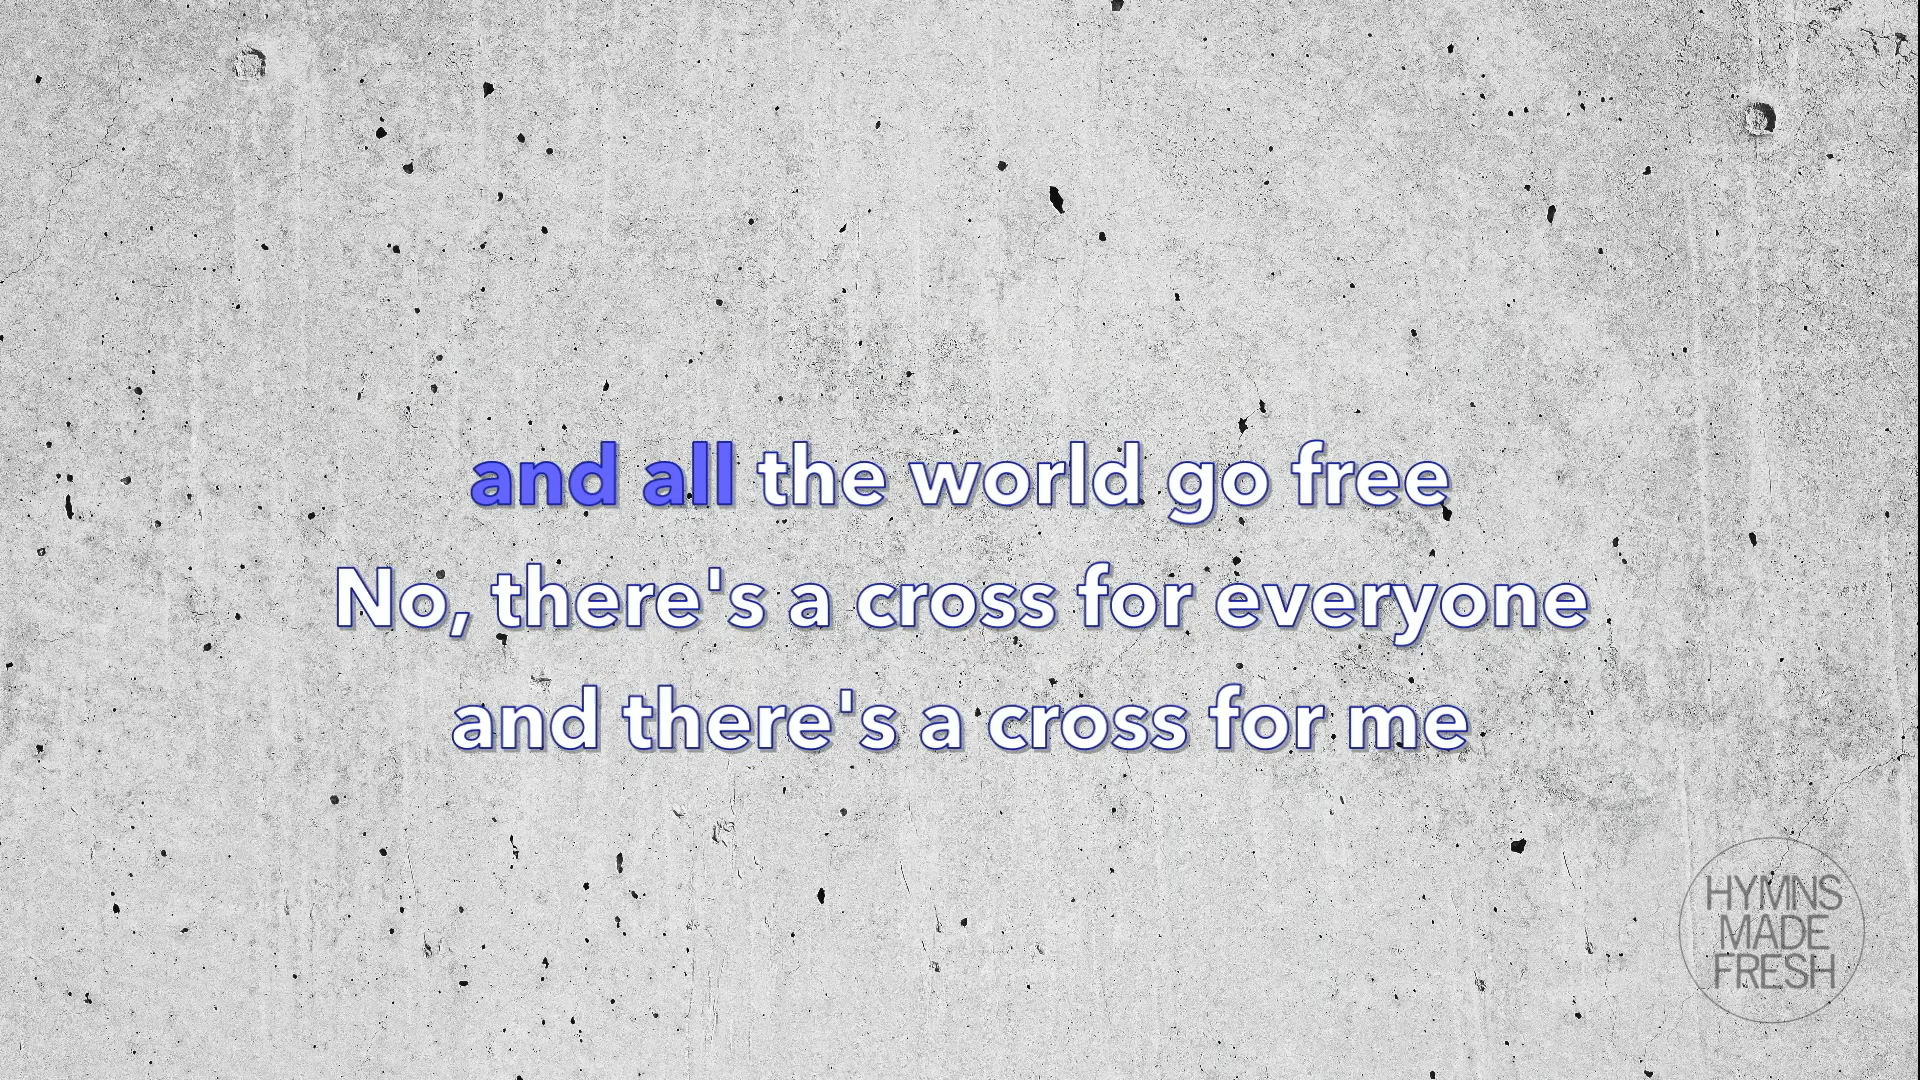 and all the world go free
No, there's a cross for everyone
and there's a cross for me
HYMNS
MADE
FRESH